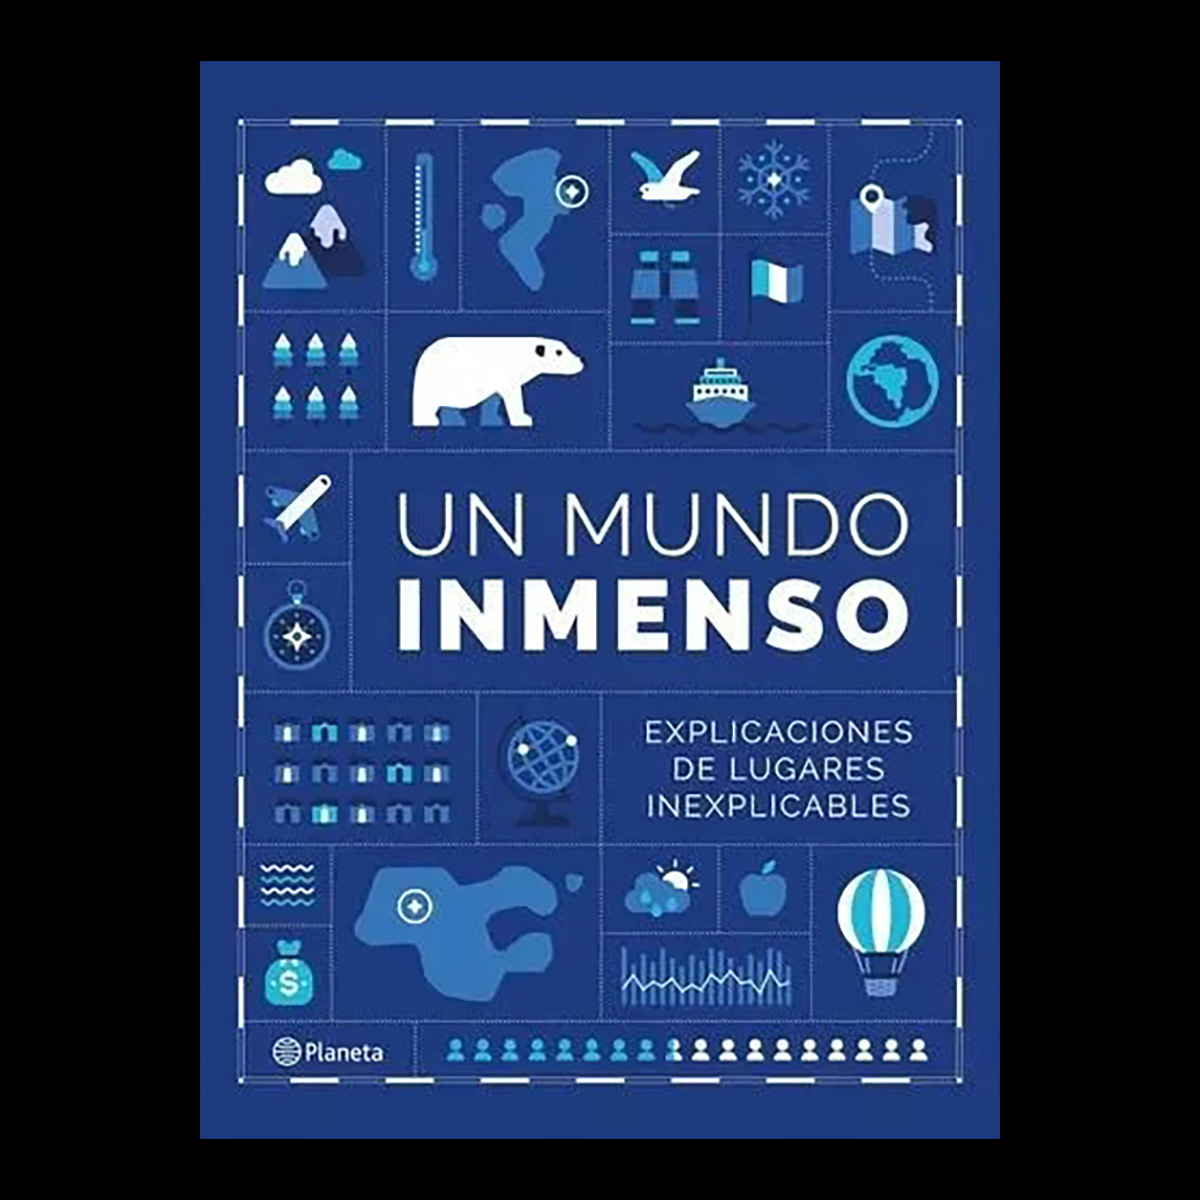 UN MUNDO
INMENSO
EXPLICACIONES
DE LUGARES
INEXPLICABLES
$
Planeta